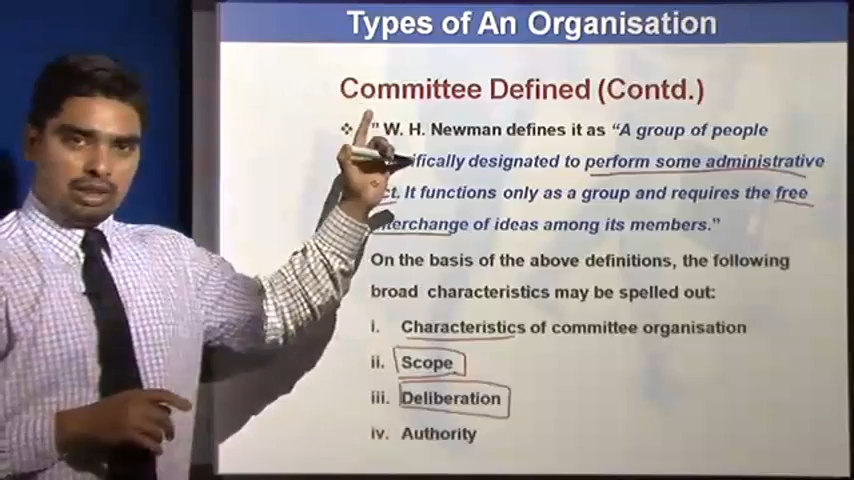 Types of An Organisation
Committee Defined (Contd.)
❖ " W. H. Newman defines it as "A group of people
ifically designated to perform some administrative
ct. It functions only as a group and requires the free
nterchange of ideas among its members."
On the basis of the above definitions, the following
broad characteristics may be spelled out:
i. Characteristics of committee organisation
ii. Scope
iii. Deliberation
iv. Authority